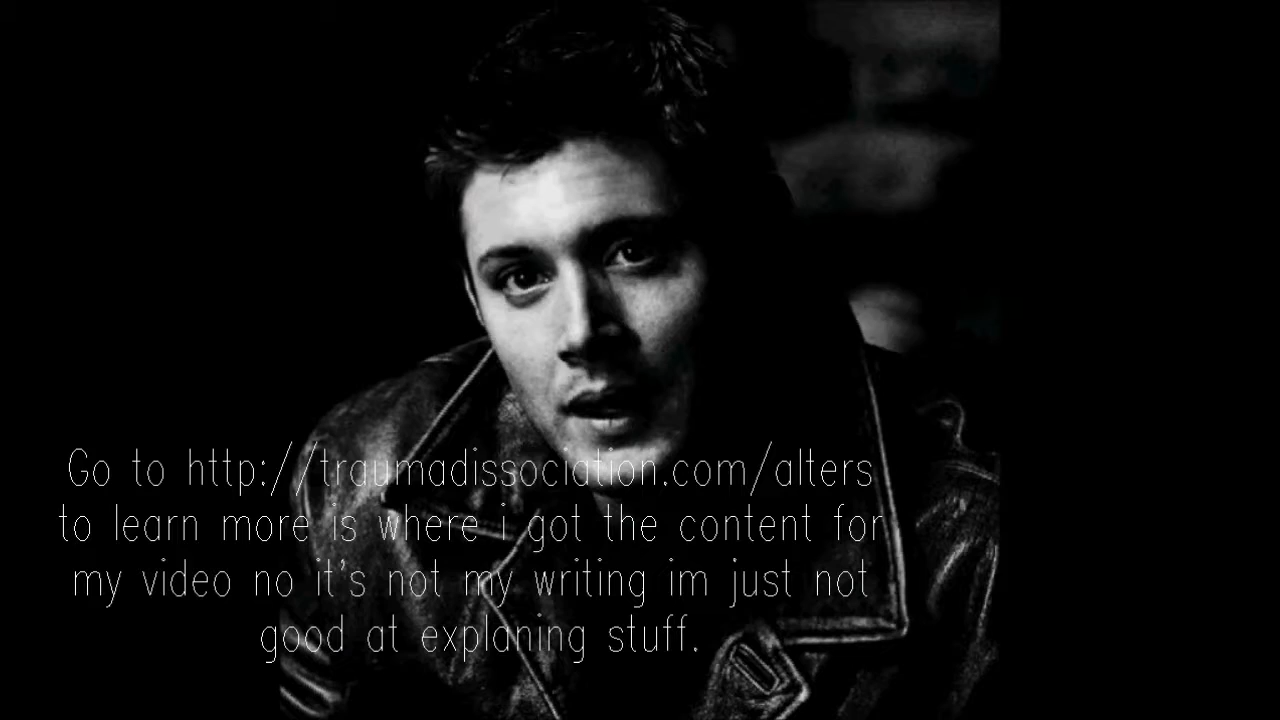 Go to http://traumadissociation.com/alters
to learn more is where i got the content for
my video no it's not my writing im just not
good at explaning stuff.